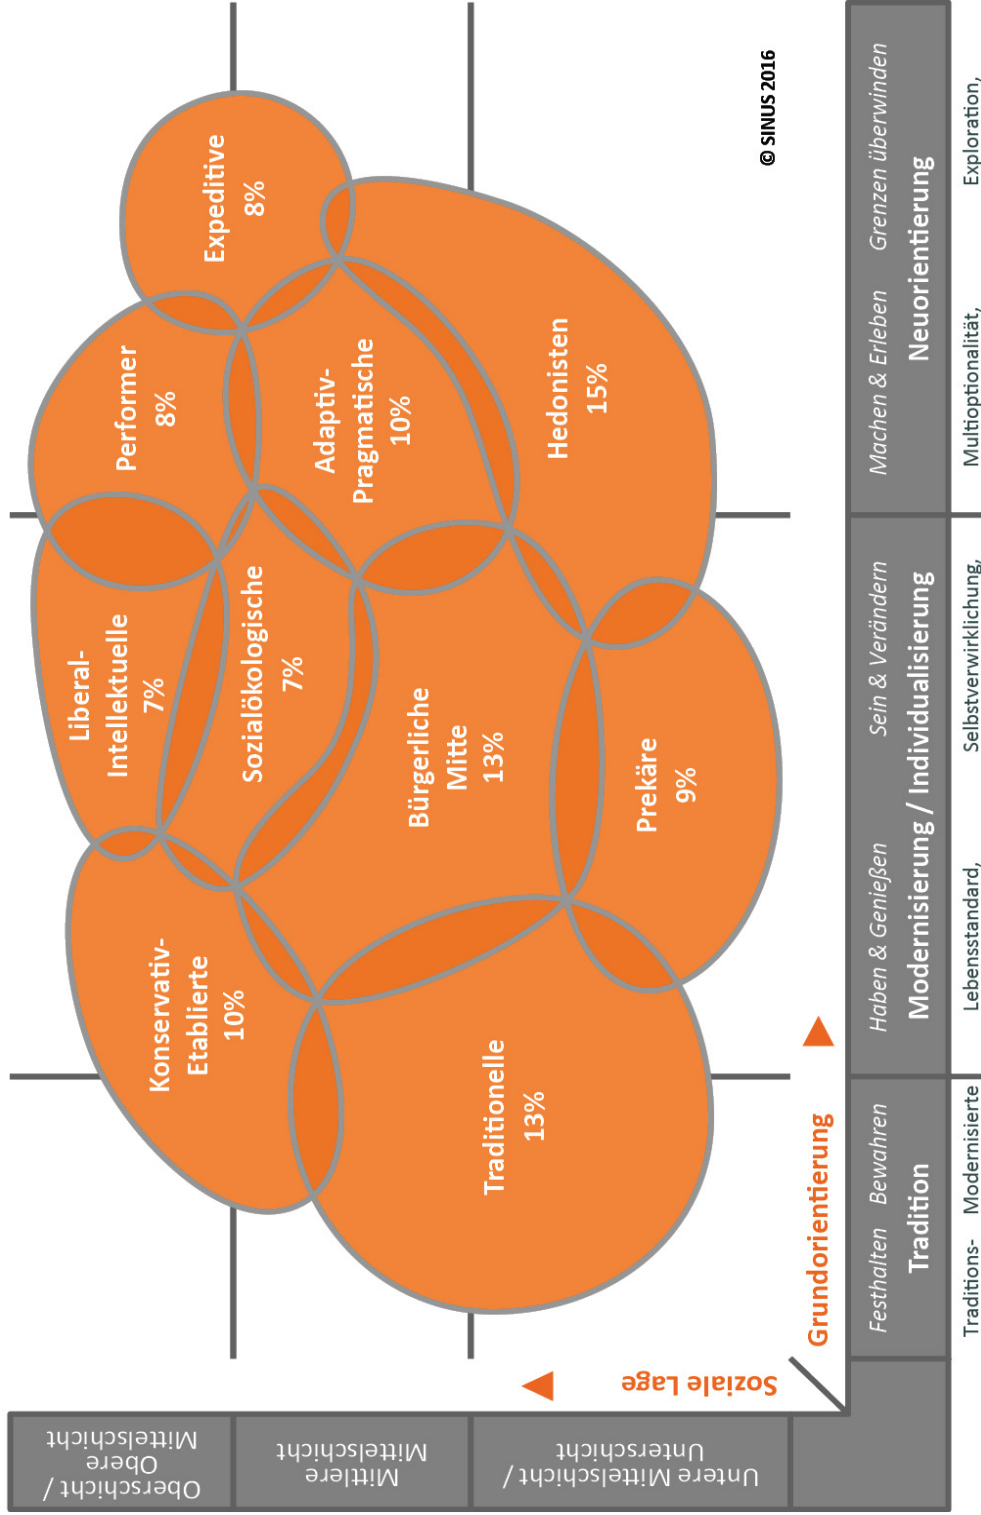 Oberschicht /
Obere
Mittelschicht
Mittlere
Mittelschicht
Untere Mittelschicht /
Unterschicht
Soziale Lage
Konservativ-
Etablierte
10%
Liberal-
Intellektuelle
7%
Performer
8%
Expeditive
8%
Sozialökologische
7%
Adaptiv-
Pragmatische
10%
Bürgerliche
Mitte
13%
Traditionelle
13%
Prekäre
9%
Hedonisten
15%
© SINUS 2016
Grundorientierung
Festhalten Bewahren
Tradition
Haben & Genießen Sein & Verändern
Modernisierung / Individualisierung
Machen & Erleben Grenzen überwinden
Neuorientierung
Traditions- Modernisierte Lebensstandard, Selbstverwirklichung, Multioptionalität, Exploration,